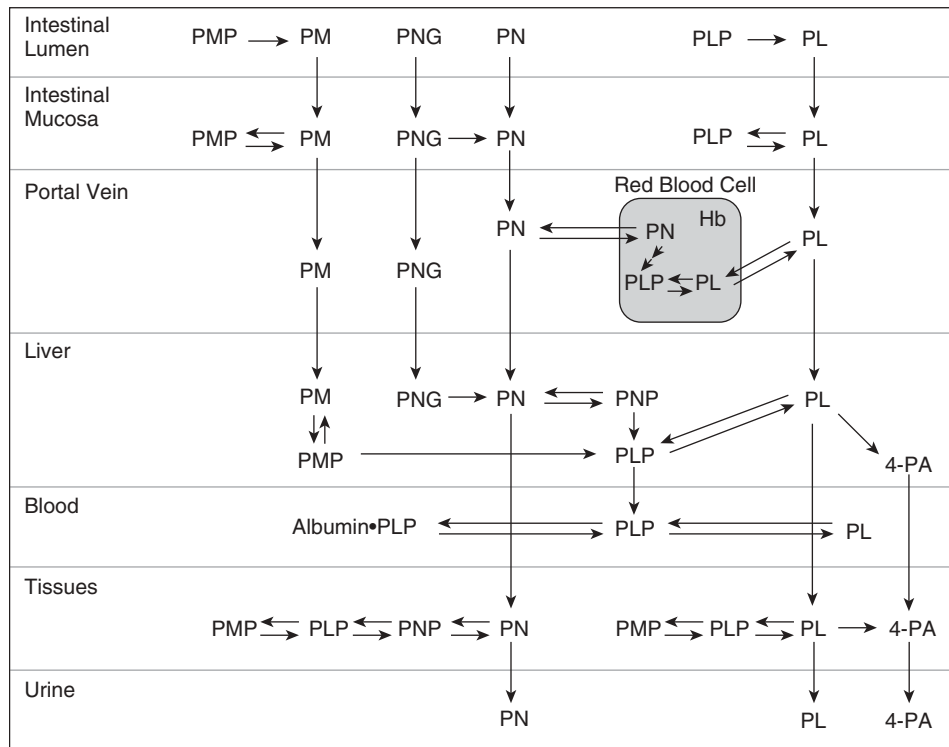 Intestinal
Lumen
PMP PM PNG PN PLP PL
Intestinal
Mucosa
PMP PM PNG PN PLP PL
Portal Vein
Red Blood Cell
Hb
PN PN PL
PM PNG PLP PL
Liver
PM PNG PN PNP PL
PMP PLP 4-PA
Blood
Albumin•PLP PLP PL
Tissues
PMP PLP PNP PN PMP PLP PL 4-PA
Urine
PN PL 4-PA